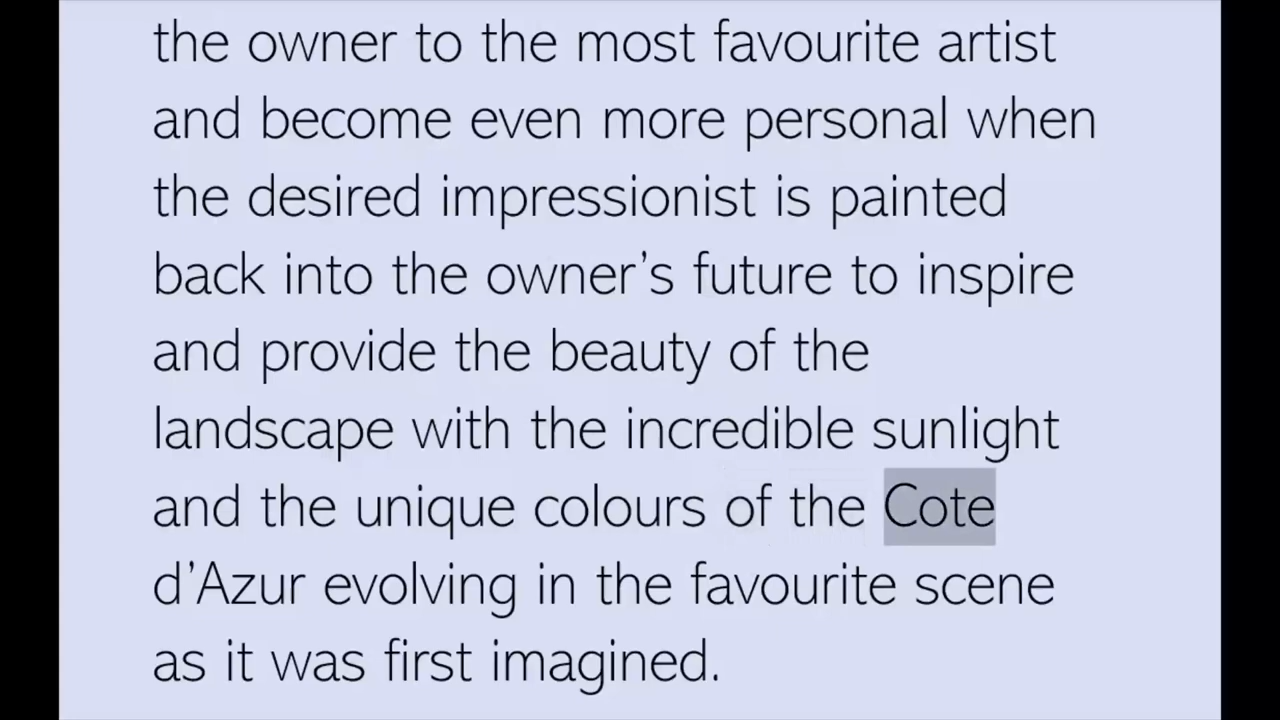 the owner to the most favourite artist
and become even more personal when
the desired impressionist is painted
back into the owner’s future to inspire
and provide the beauty of the
landscape with the incredible sunlight
and the unique colours of the Cote
d’Azur evolving in the favourite scene
as it was first imagined.